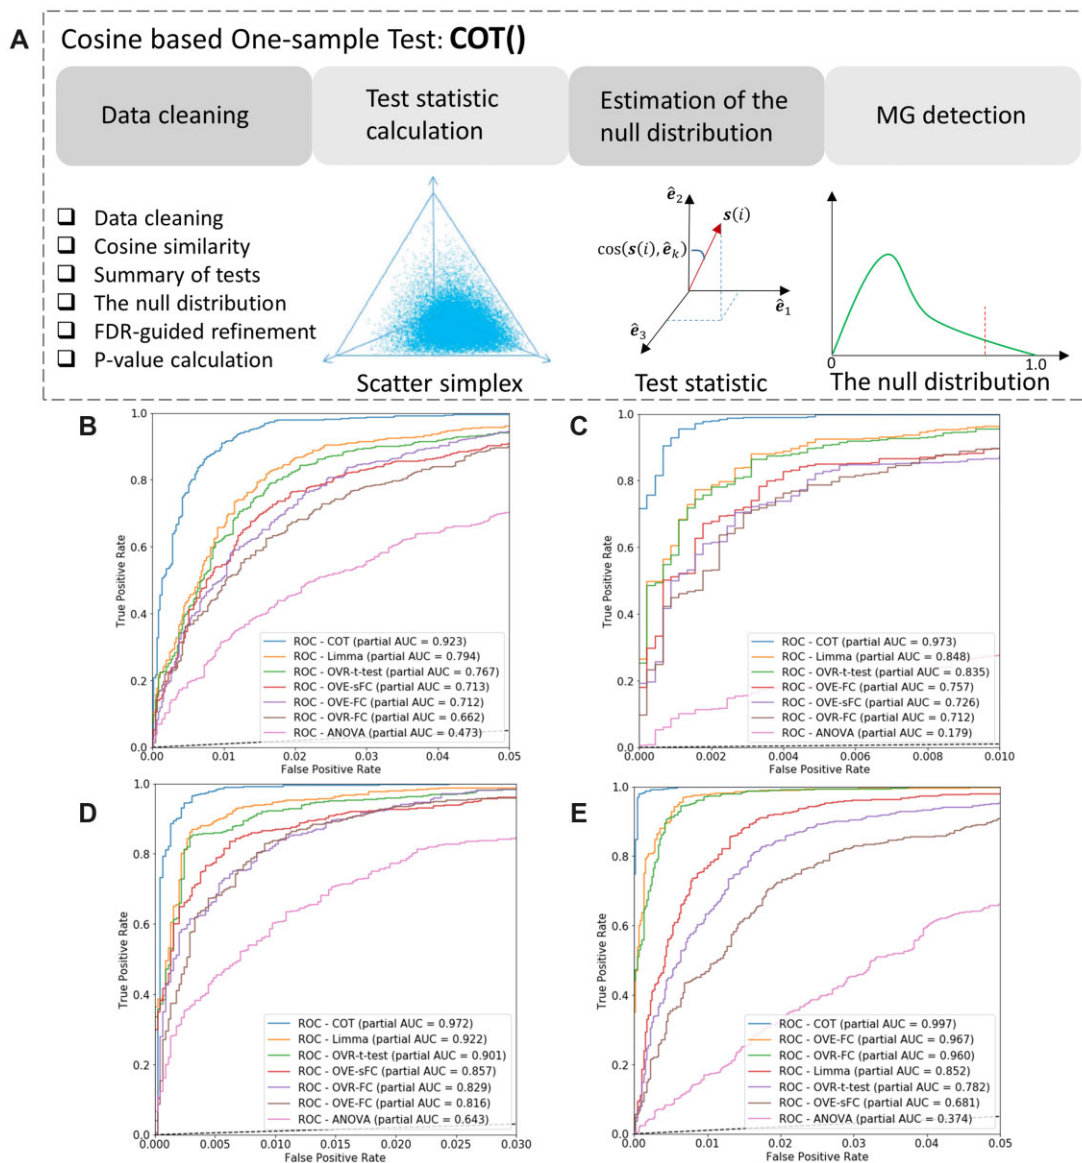 A
Cosine based One-sample Test: COT()
Data cleaning
Test statistic
calculation
Estimation of the
null distribution
MG detection
Data cleaning
Cosine similarity
Summary of tests
The null distribution
FDR-guided refinement
P-value calculation
Scatter simplex
ê₂
s(i)
cos(s(i), êₖ)
ê₁
ê₃
Test statistic
0
1.0
The null distribution
B
True Positive Rate
1.0
0.8
0.6
0.4
0.2
0.0
ROC - COT (partial AUC = 0.923)
ROC - Limma (partial AUC = 0.794)
ROC - OVR-t-test (partial AUC = 0.767)
ROC - OVE-sFC (partial AUC = 0.713)
ROC - OVE-FC (partial AUC = 0.712)
ROC - OVR-FC (partial AUC = 0.662)
ROC - ANOVA (partial AUC = 0.473)
0.00 0.01 0.02 0.03 0.04 0.05
False Positive Rate
C
True Positive Rate
1.0
0.8
0.6
0.4
0.2
0.0
ROC - COT (partial AUC = 0.973)
ROC - Limma (partial AUC = 0.848)
ROC - OVR-t-test (partial AUC = 0.835)
ROC - OVE-FC (partial AUC = 0.757)
ROC - OVE-sFC (partial AUC = 0.726)
ROC - OVR-FC (partial AUC = 0.712)
ROC - ANOVA (partial AUC = 0.179)
0.000 0.002 0.004 0.006 0.008 0.010
False Positive Rate
D
True Positive Rate
1.0
0.8
0.6
0.4
0.2
0.0
ROC - COT (partial AUC = 0.972)
ROC - Limma (partial AUC = 0.922)
ROC - OVR-t-test (partial AUC = 0.901)
ROC - OVE-sFC (partial AUC = 0.857)
ROC - OVR-FC (partial AUC = 0.829)
ROC - OVE-FC (partial AUC = 0.816)
ROC - ANOVA (partial AUC = 0.643)
0.000 0.005 0.010 0.015 0.020 0.025 0.030
False Positive Rate
E
True Positive Rate
1.0
0.8
0.6
0.4
0.2
0.0
ROC - COT (partial AUC = 0.997)
ROC - OVE-FC (partial AUC = 0.967)
ROC - OVR-FC (partial AUC = 0.960)
ROC - Limma (partial AUC = 0.852)
ROC - OVR-t-test (partial AUC = 0.782)
ROC - OVE-sFC (partial AUC = 0.681)
ROC - ANOVA (partial AUC = 0.374)
0.00 0.01 0.02 0.03 0.04 0.05
False Positive Rate